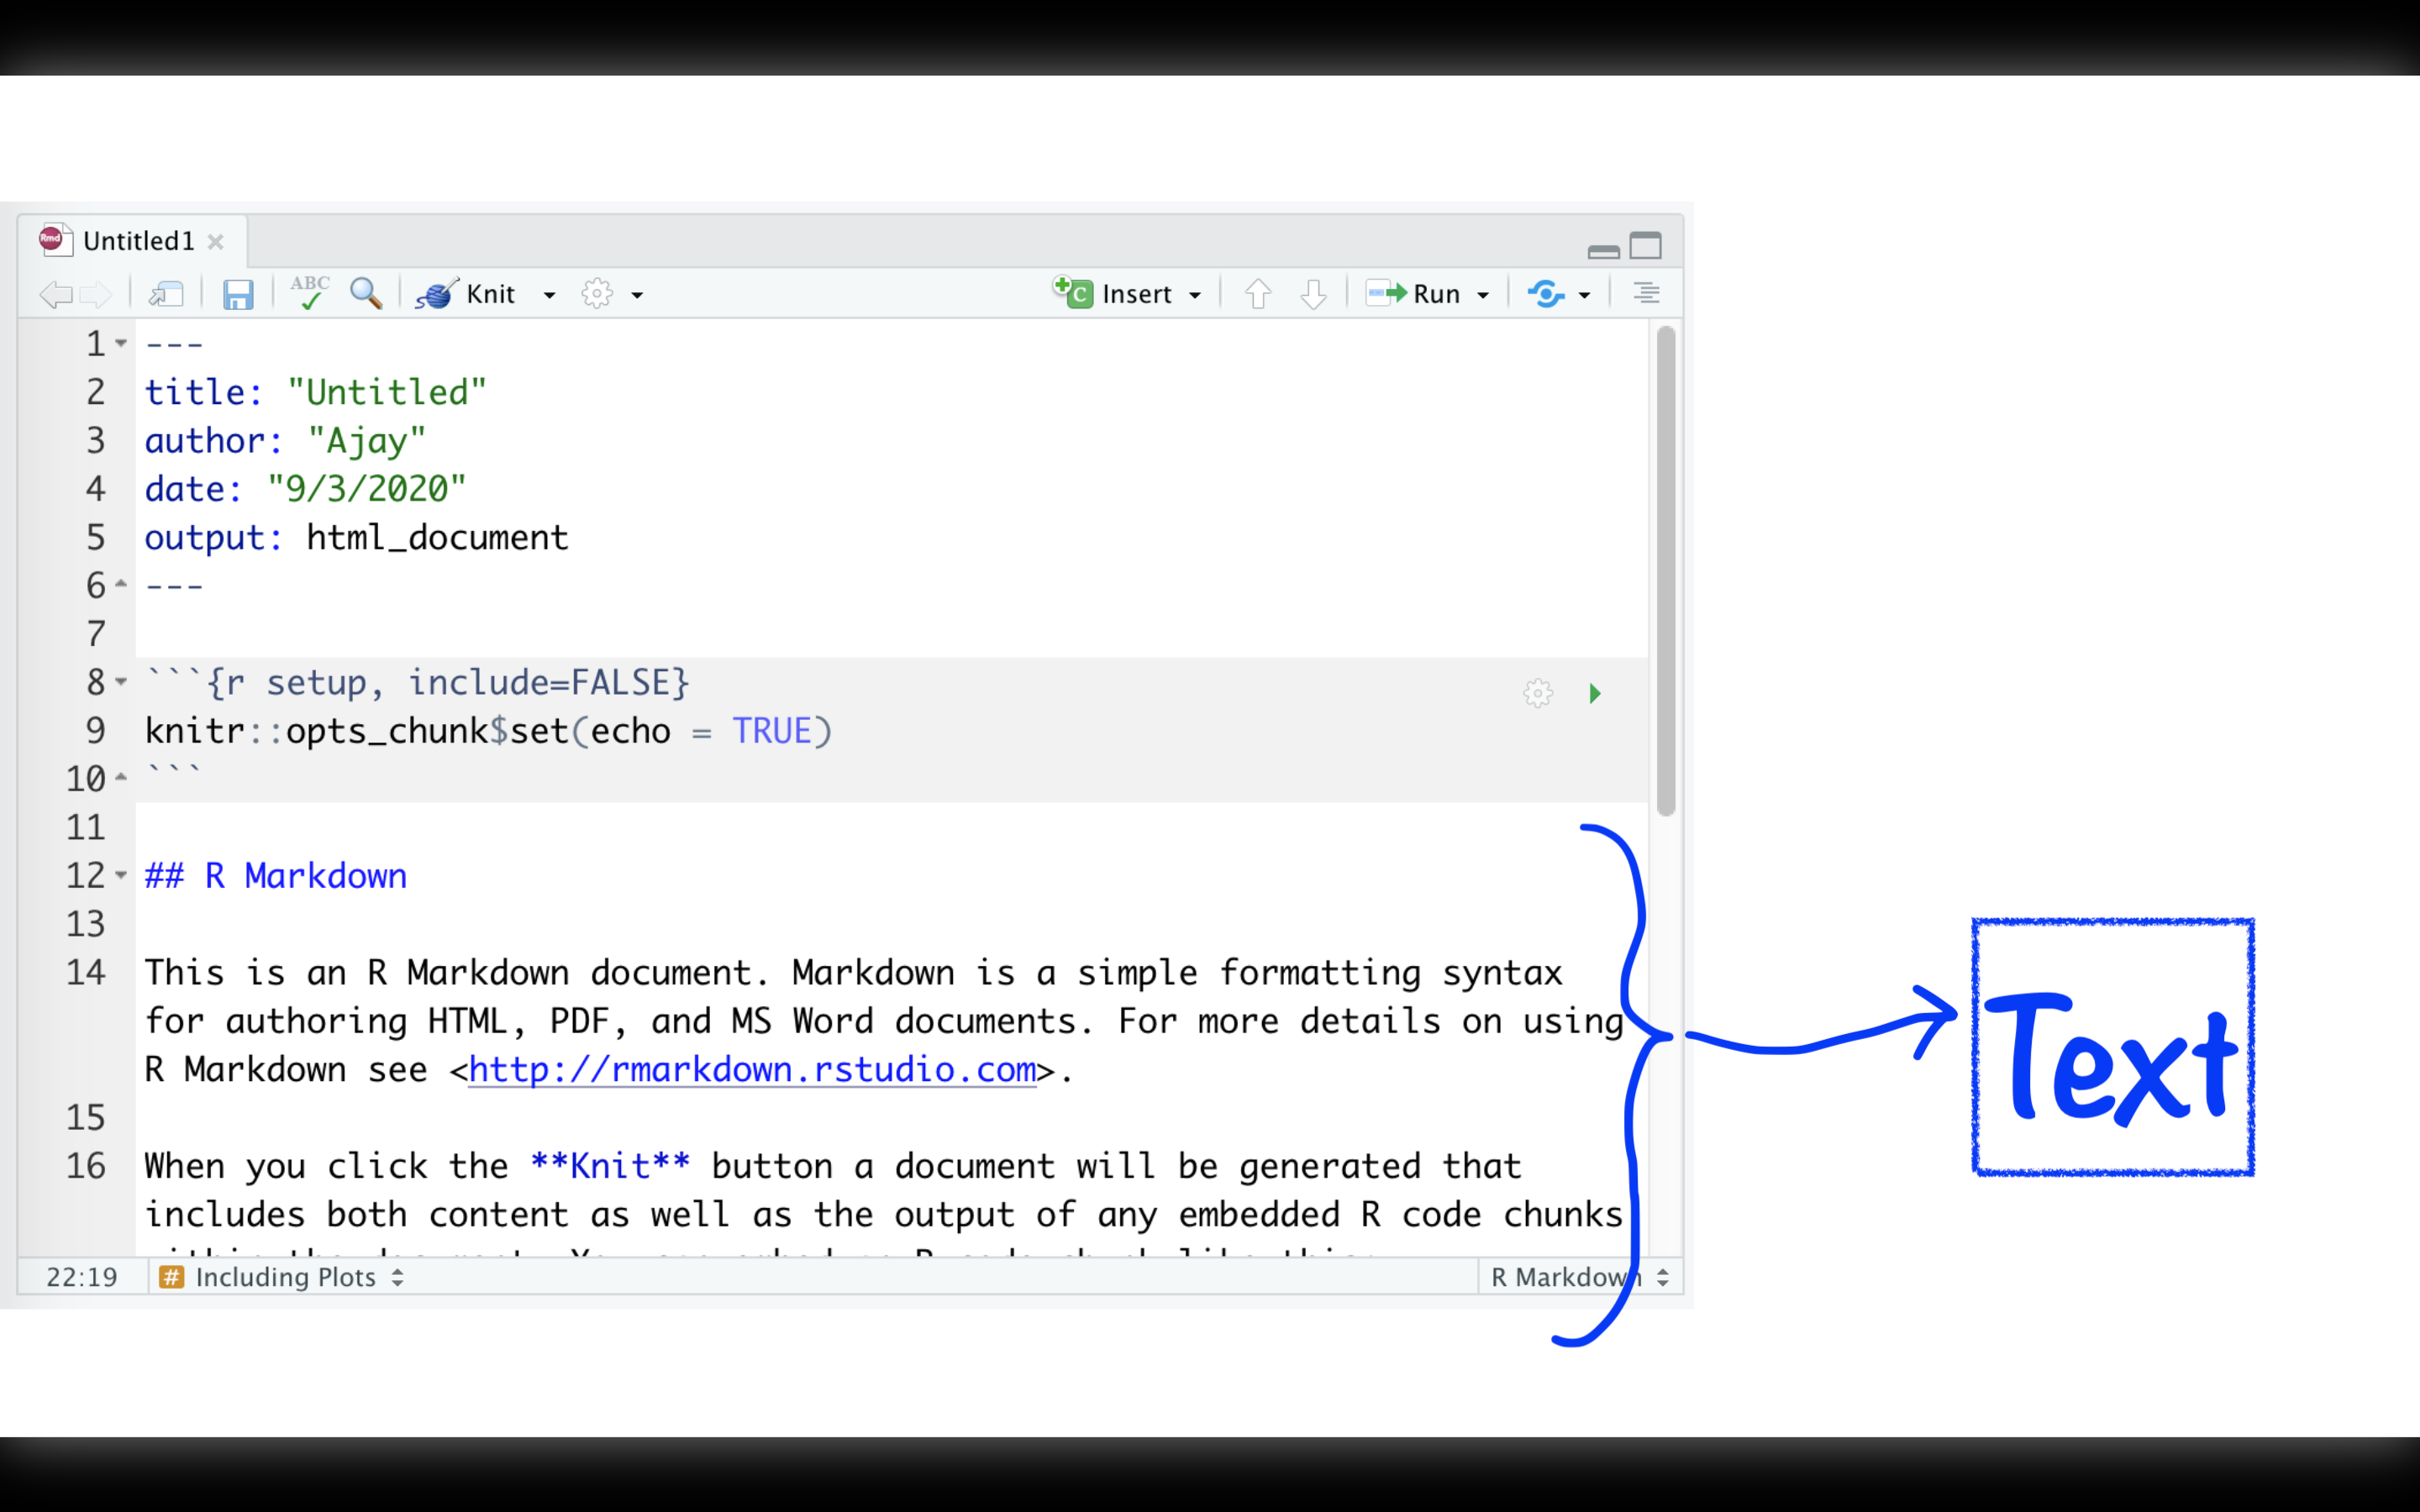 Rmd Untitled1
ABC Knit Insert Run
1 ---
2 title: "Untitled"
3 author: "Ajay"
4 date: "9/3/2020"
5 output: html_document
6 ---
7
8 ```{r setup, include=FALSE}
9 knitr::opts_chunk$set(echo = TRUE)
10 ```
11
12 ## R Markdown
13
14 This is an R Markdown document. Markdown is a simple formatting syntax
for authoring HTML, PDF, and MS Word documents. For more details on using
R Markdown see <http://rmarkdown.rstudio.com>.
15
16 When you click the **Knit** button a document will be generated that
includes both content as well as the output of any embedded R code chunks
22:19 # Including Plots R Markdown
Text